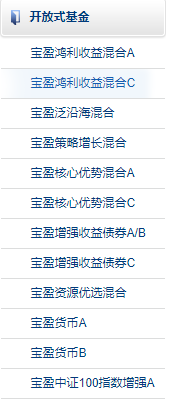 开放式基金
宝盈鸿利收益混合A
宝盈鸿利收益混合C
宝盈泛沿海混合
宝盈策略增长混合
宝盈核心优势混合A
宝盈核心优势混合C
宝盈增强收益债券A/B
宝盈增强收益债券C
宝盈资源优选混合
宝盈货币A
宝盈货币B
宝盈中证100指数增强A